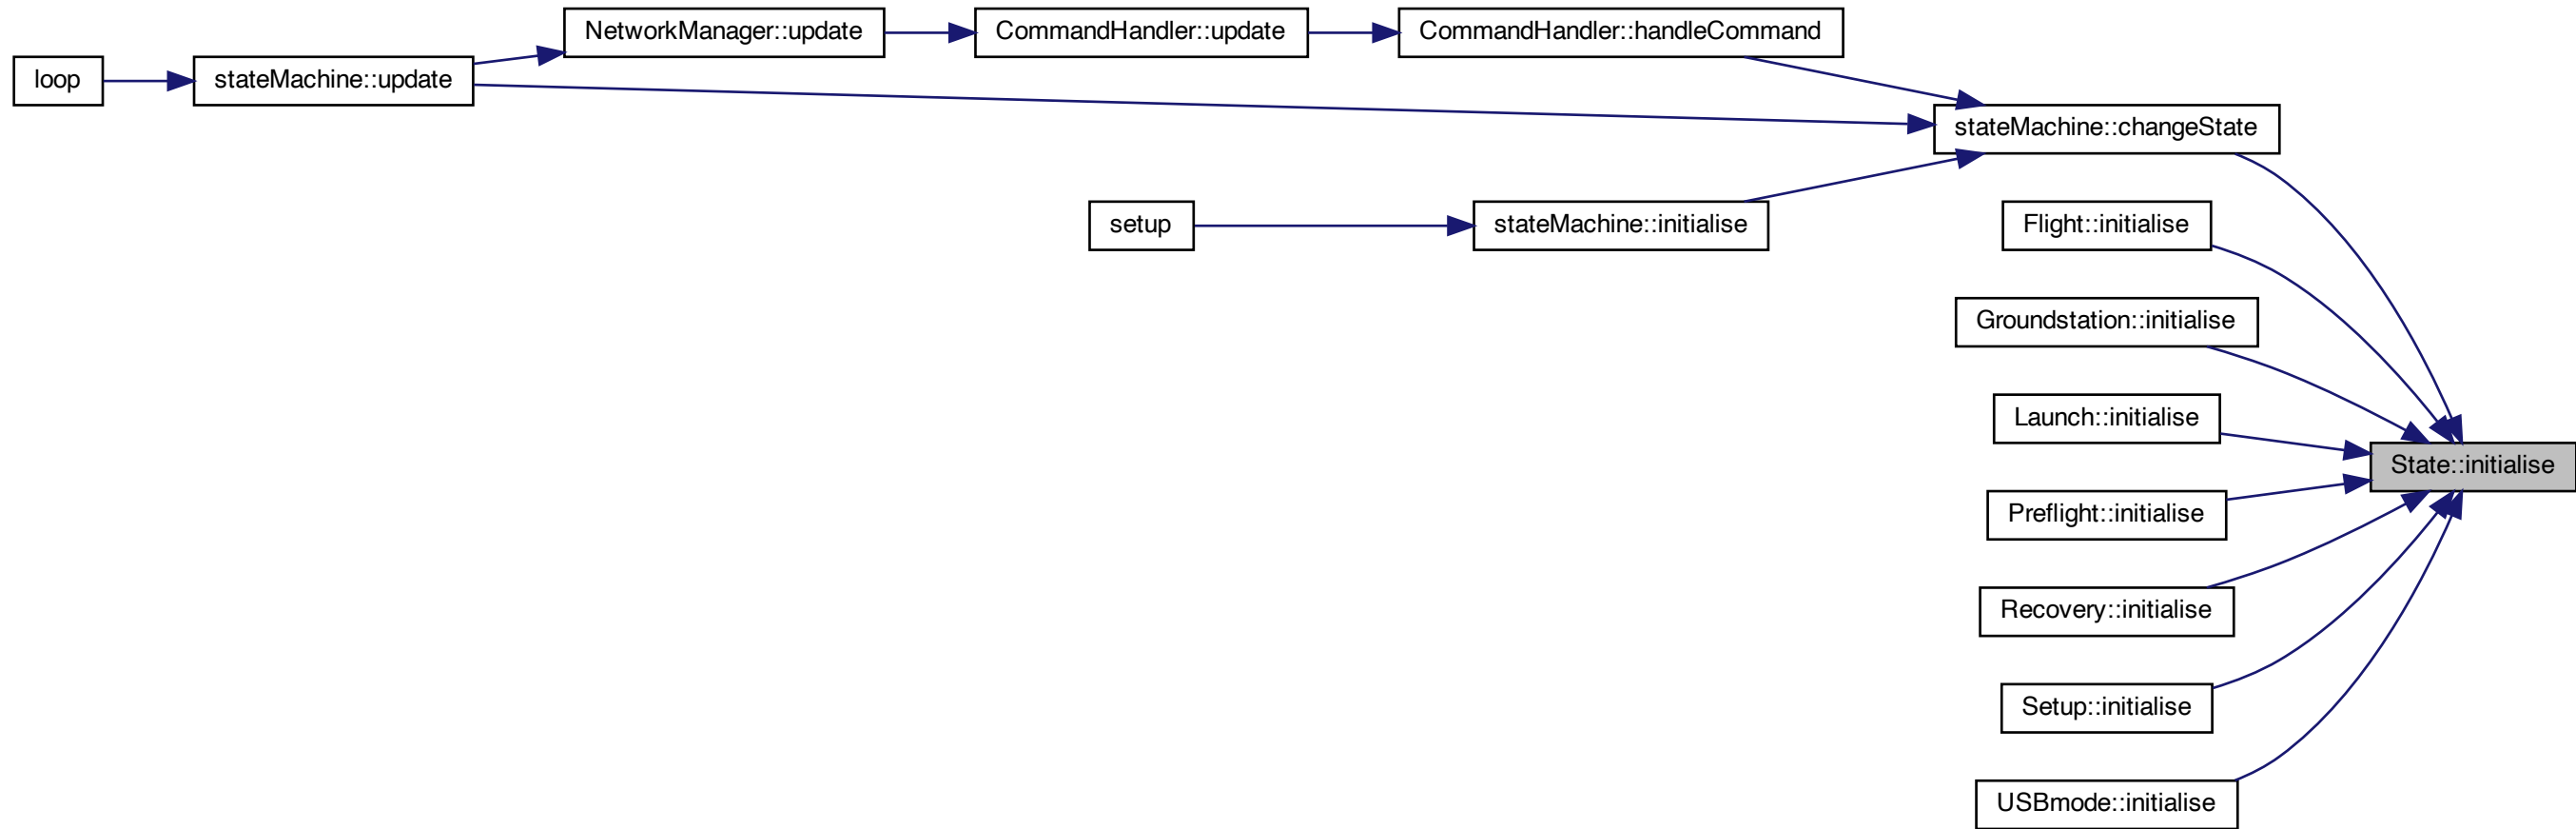 NetworkManager::update
CommandHandler::update
CommandHandler::handleCommand
loop
stateMachine::update
stateMachine::changeState
setup
stateMachine::initialise
Flight::initialise
Groundstation::initialise
Launch::initialise
State::initialise
Preflight::initialise
Recovery::initialise
Setup::initialise
USBmode::initialise